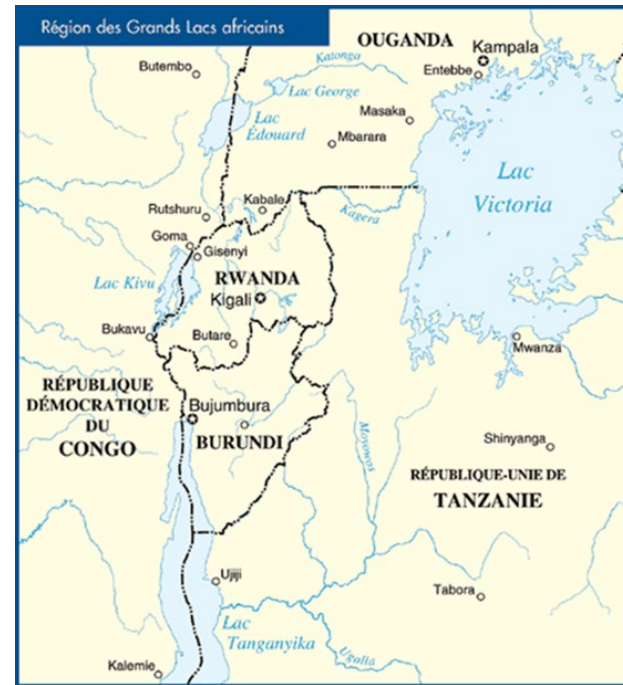 Région des Grands Lacs africains
OUGANDA
Kampala
Butembo
Katonga
Entebbe
Lac George
Masaka
Lac
Édouard
Mbarara
Lac
Victoria
Rutshuru
Kabale
Kagera
Goma
Gisenyi
Lac Kivu
RWANDA
Kigali
Bukavu
Butare
Mwanza
RÉPUBLIQUE
DÉMOCRATIQUE
DU
CONGO
Bujumbura
BURUNDI
Shinyanga
RÉPUBLIQUE-UNIE DE
TANZANIE
Ujiji
Tabora
Lac
Tanganyika
Ugalla
Kalemie